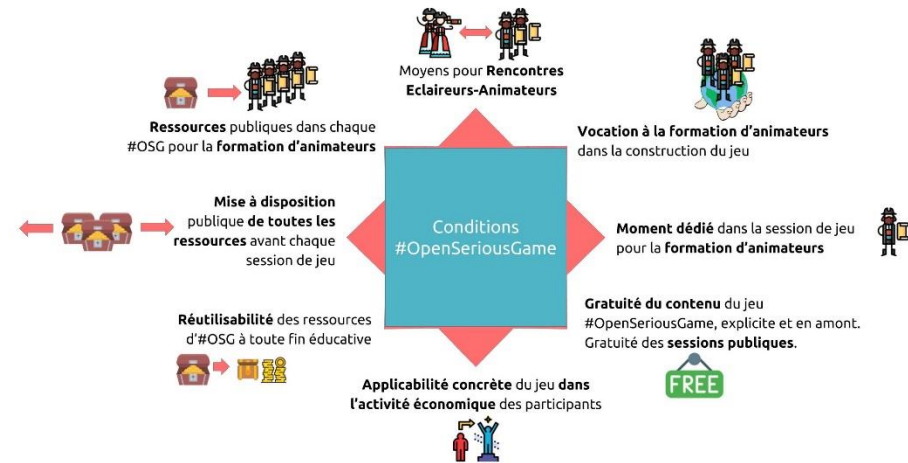 Moyens pour Rencontres
Eclaireurs-Animateurs
Ressources publiques dans chaque
#OSG pour la formation d'animateurs
Vocation à la formation d'animateurs
dans la construction du jeu
Mise à disposition
publique de toutes les
ressources avant chaque
session de jeu
Conditions
#OpenSeriousGame
Moment dédié dans la session de jeu
pour la formation d'animateurs
Réutilisabilité des ressources
d'#OSG à toute fin éducative
Gratuité du contenu du jeu
#OpenSeriousGame, explicite et en amont.
Gratuité des sessions publiques.
FREE
Applicabilité concrète du jeu dans
l'activité économique des participants